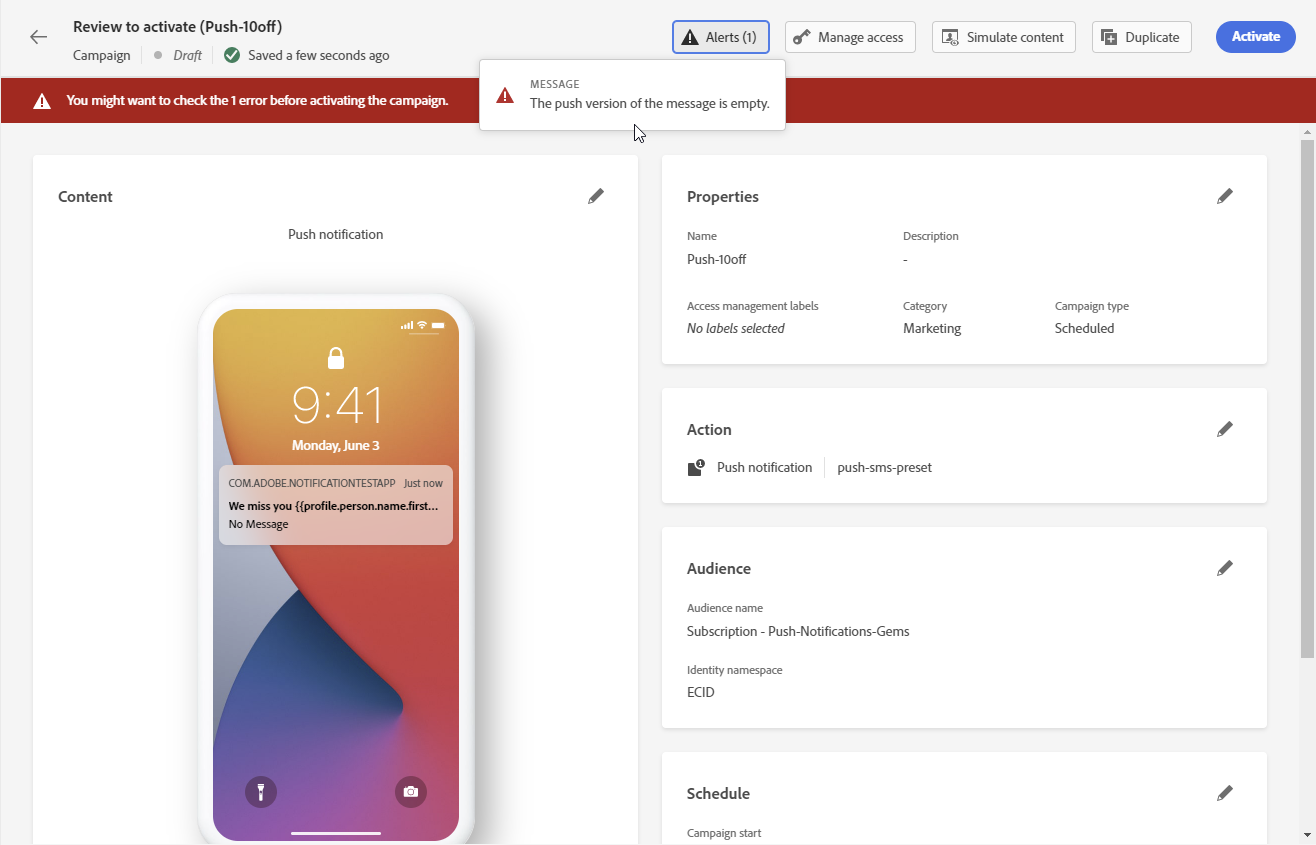 Review to activate (Push-10off)
Campaign Draft Saved a few seconds ago
Alerts (1) Manage access Simulate content Duplicate Activate
You might want to check the 1 error before activating the campaign.
MESSAGE
The push version of the message is empty.
Content
Push notification
9:41
Monday, June 3
COM.ADOBE.NOTIFICATIONTESTAPP Just now
We miss you {{profile.person.name.first...
No Message
Properties
Name Description
Push-10off -
Access management labels Category Campaign type
No labels selected Marketing Scheduled
Action
1 Push notification push-sms-preset
Audience
Audience name
Subscription - Push-Notifications-Gems
Identity namespace
ECID
Schedule
Campaign start